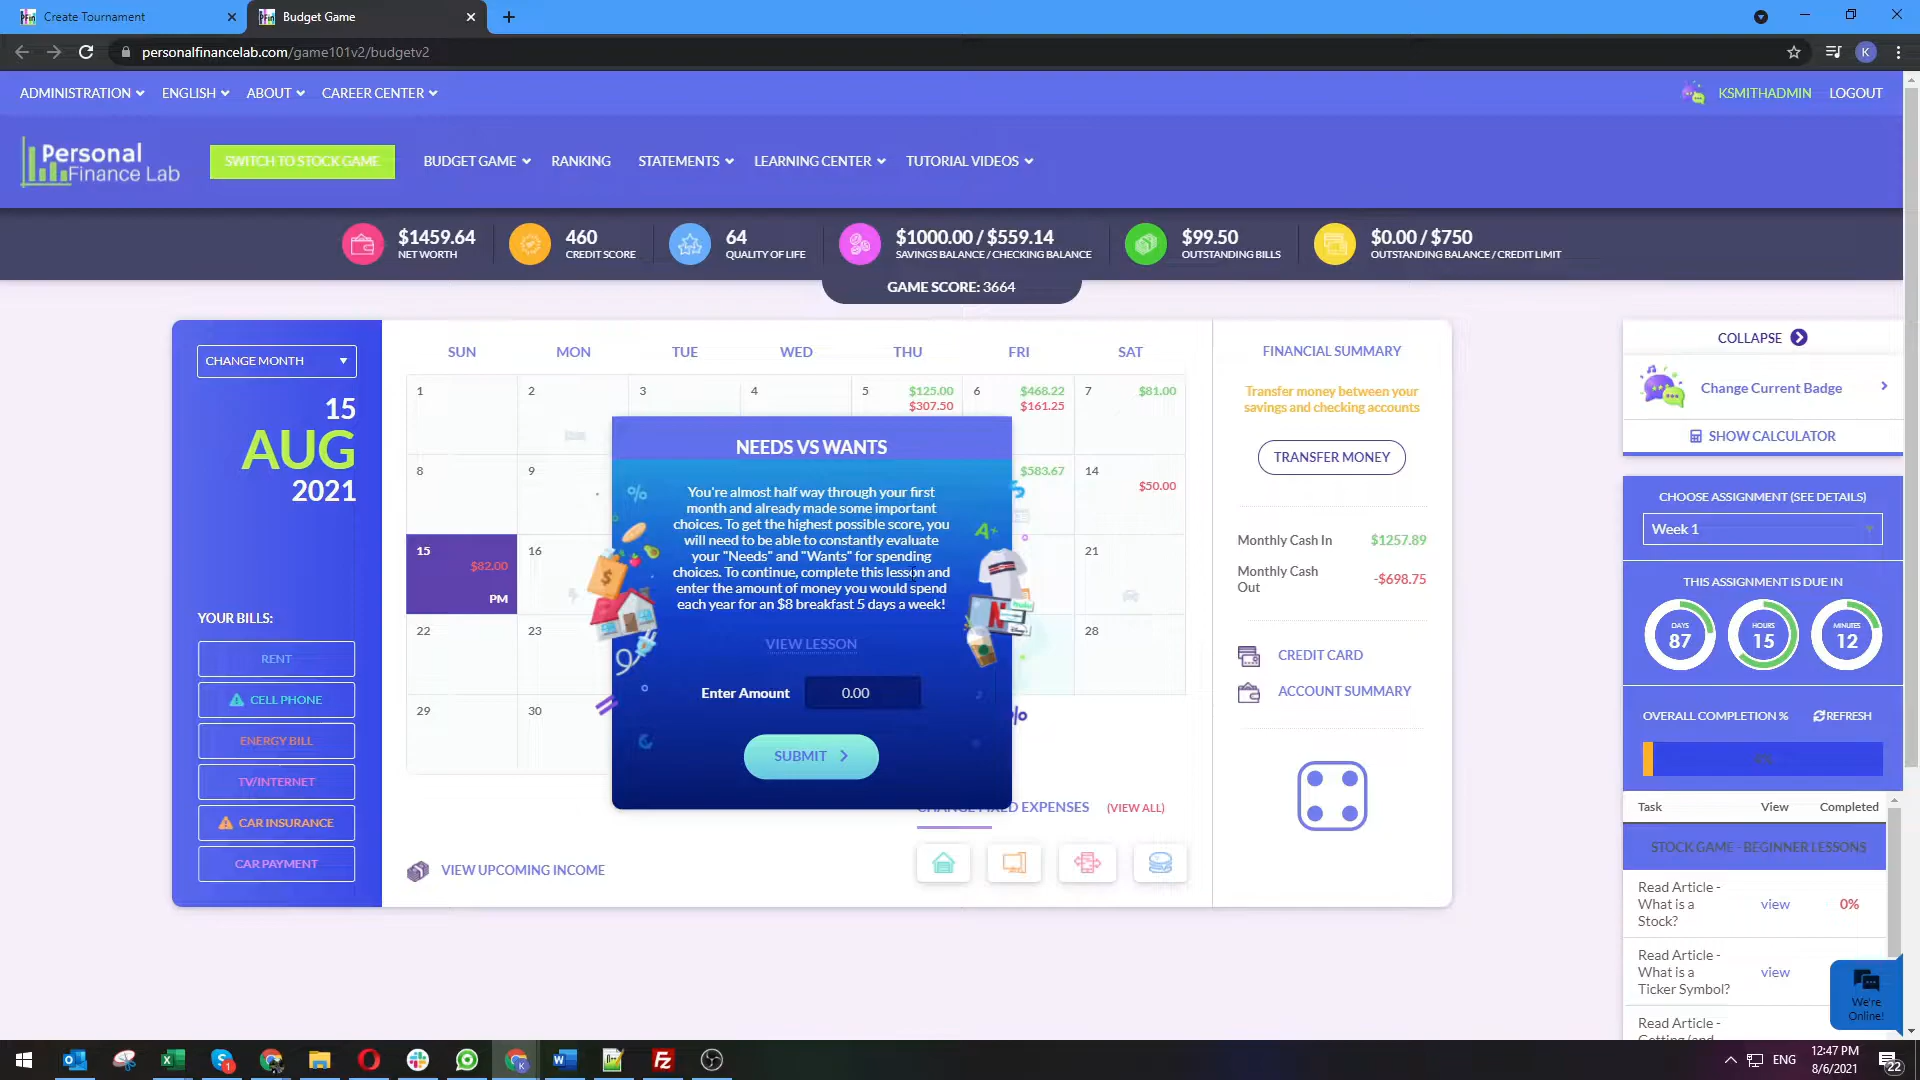 Create Tournament
Budget Game
personalfinancelab.com/game101v2/budgetv2
K
ADMINISTRATION
ENGLISH
ABOUT
CAREER CENTER
KSMITHADMIN
LOGOUT
Personal
Finance Lab
SWITCH TO STOCK GAME
BUDGET GAME
RANKING
STATEMENTS
LEARNING CENTER
TUTORIAL VIDEOS
$1459.64
NET WORTH
460
CREDIT SCORE
64
QUALITY OF LIFE
$1000.00 / $559.14
SAVINGS BALANCE / CHECKING BALANCE
$99.50
OUTSTANDING BILLS
$0.00 / $750
OUTSTANDING BALANCE / CREDIT LIMIT
GAME SCORE: 3664
CHANGE MONTH
15
AUG
2021
YOUR BILLS:
RENT
CELL PHONE
ENERGY BILL
TV/INTERNET
CAR INSURANCE
CAR PAYMENT
SUN MON TUE WED THU FRI SAT
1 2 3 4 5 $125.00 6 $468.22 7 $81.00
$307.50 $161.25
8 9 $583.67 14
$50.00
15 16 21
$82.00
PM
22 23 28
29 30
NEEDS VS WANTS
You're almost half way through your first
month and already made some important
choices. To get the highest possible score, you
will need to be able to constantly evaluate
your "Needs" and "Wants" for spending
choices. To continue, complete this lesson and
enter the amount of money you would spend
each year for an $8 breakfast 5 days a week!
VIEW LESSON
Enter Amount 0.00
SUBMIT
A+
CHANGE FIXED EXPENSES (VIEW ALL)
VIEW UPCOMING INCOME
FINANCIAL SUMMARY
Transfer money between your
savings and checking accounts
TRANSFER MONEY
Monthly Cash In $1257.89
Monthly Cash
Out
-$698.75
CREDIT CARD
ACCOUNT SUMMARY
COLLAPSE
Change Current Badge
SHOW CALCULATOR
CHOOSE ASSIGNMENT (SEE DETAILS)
Week 1
THIS ASSIGNMENT IS DUE IN
DAYS
87
HOURS
15
MINUTES
12
OVERALL COMPLETION % REFRESH
Task View Completed
STOCK GAME - BEGINNER LESSONS
Read Article -
What is a
Stock?
view
0%
Read Article -
What is a
Ticker Symbol?
view
Read Article -
We're
Online!
ENG
12:47 PM
8/6/2021
22